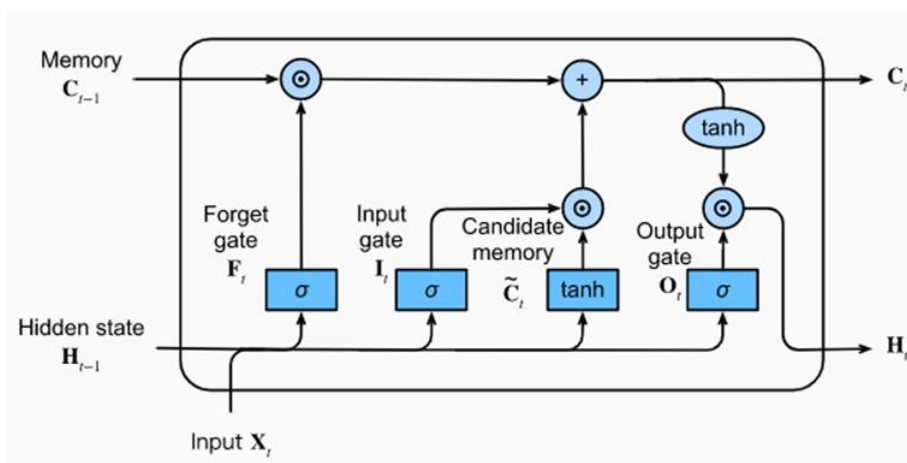 Memory
C_{t−1}
⊙
+
C_t
tanh
Forget
gate
F_t
Input
gate
I_t
⊙
Candidate
memory
C̃_t
⊙
Output
gate
O_t
σ
σ
tanh
σ
Hidden state
H_{t−1}
H_t
Input X_t